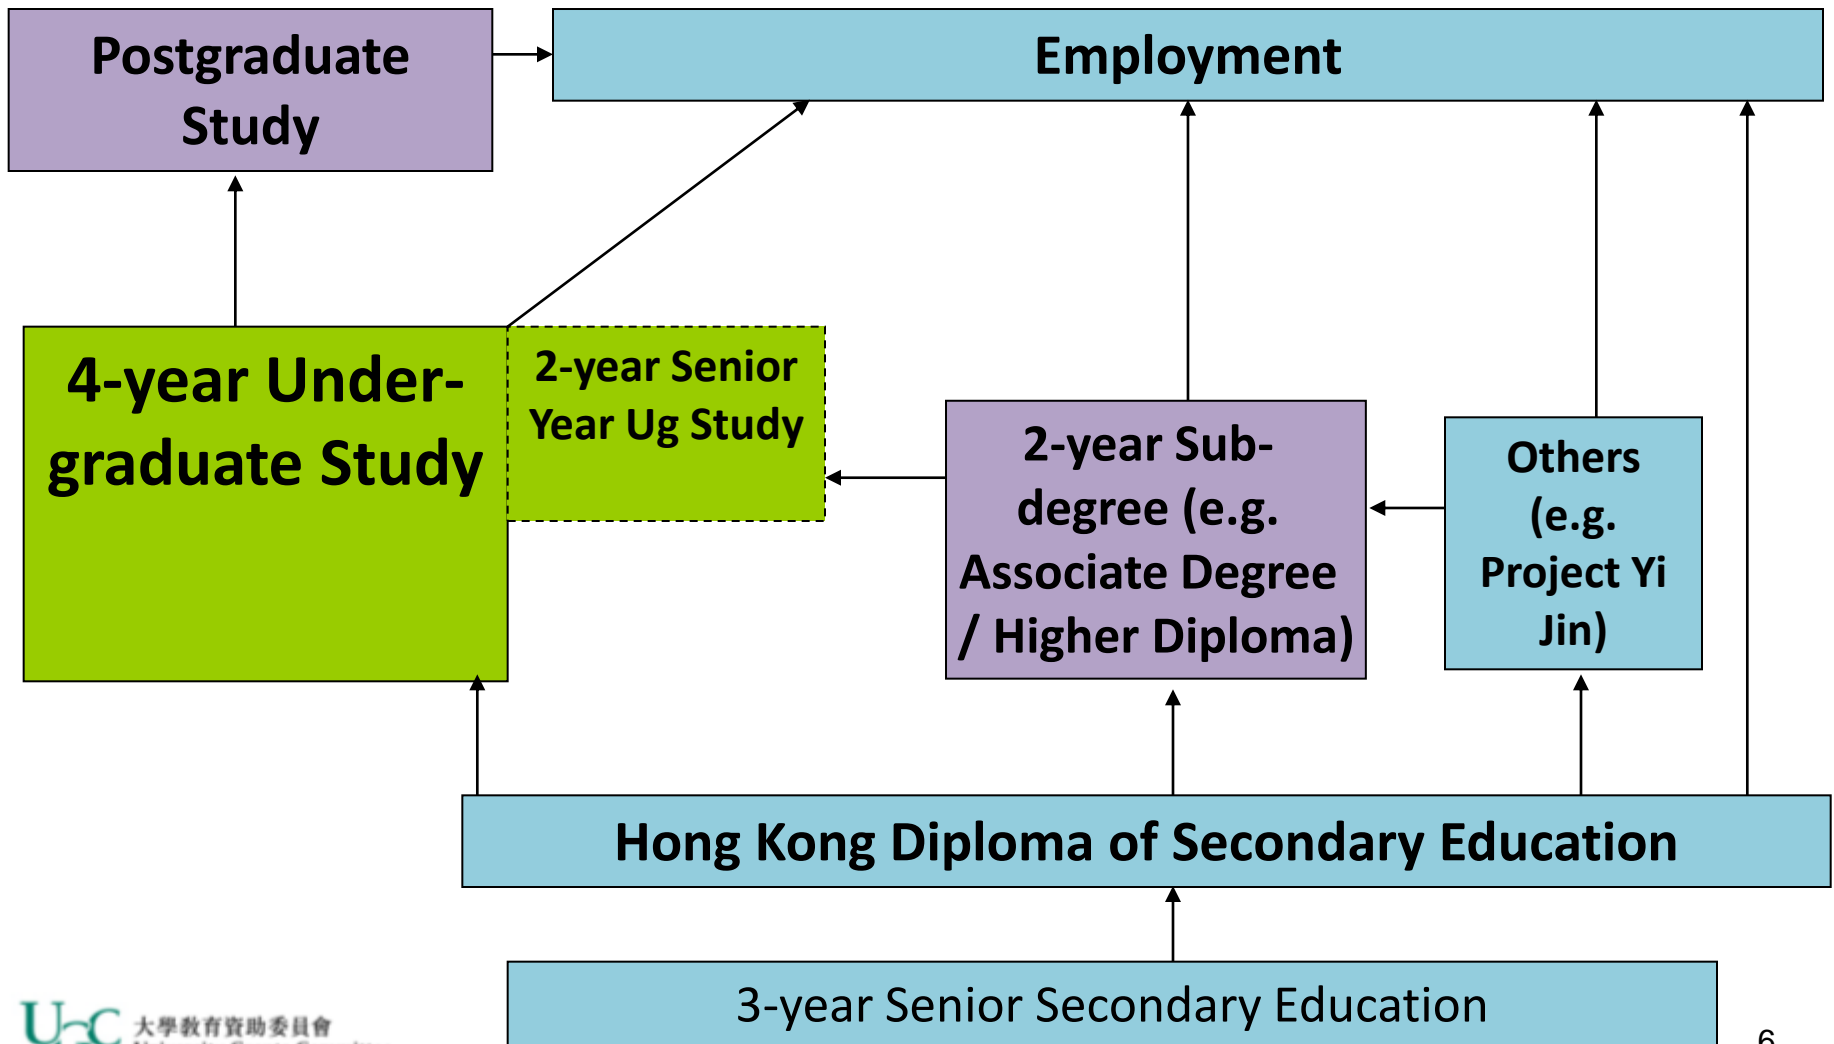 Postgraduate
Study
Employment
4-year Under-
graduate Study
2-year Senior
Year Ug Study
2-year Sub-
degree (e.g.
Associate Degree
/ Higher Diploma)
Others
(e.g.
Project Yi
Jin)
Hong Kong Diploma of Secondary Education
3-year Senior Secondary Education
UGC 大學教育資助委員會
6